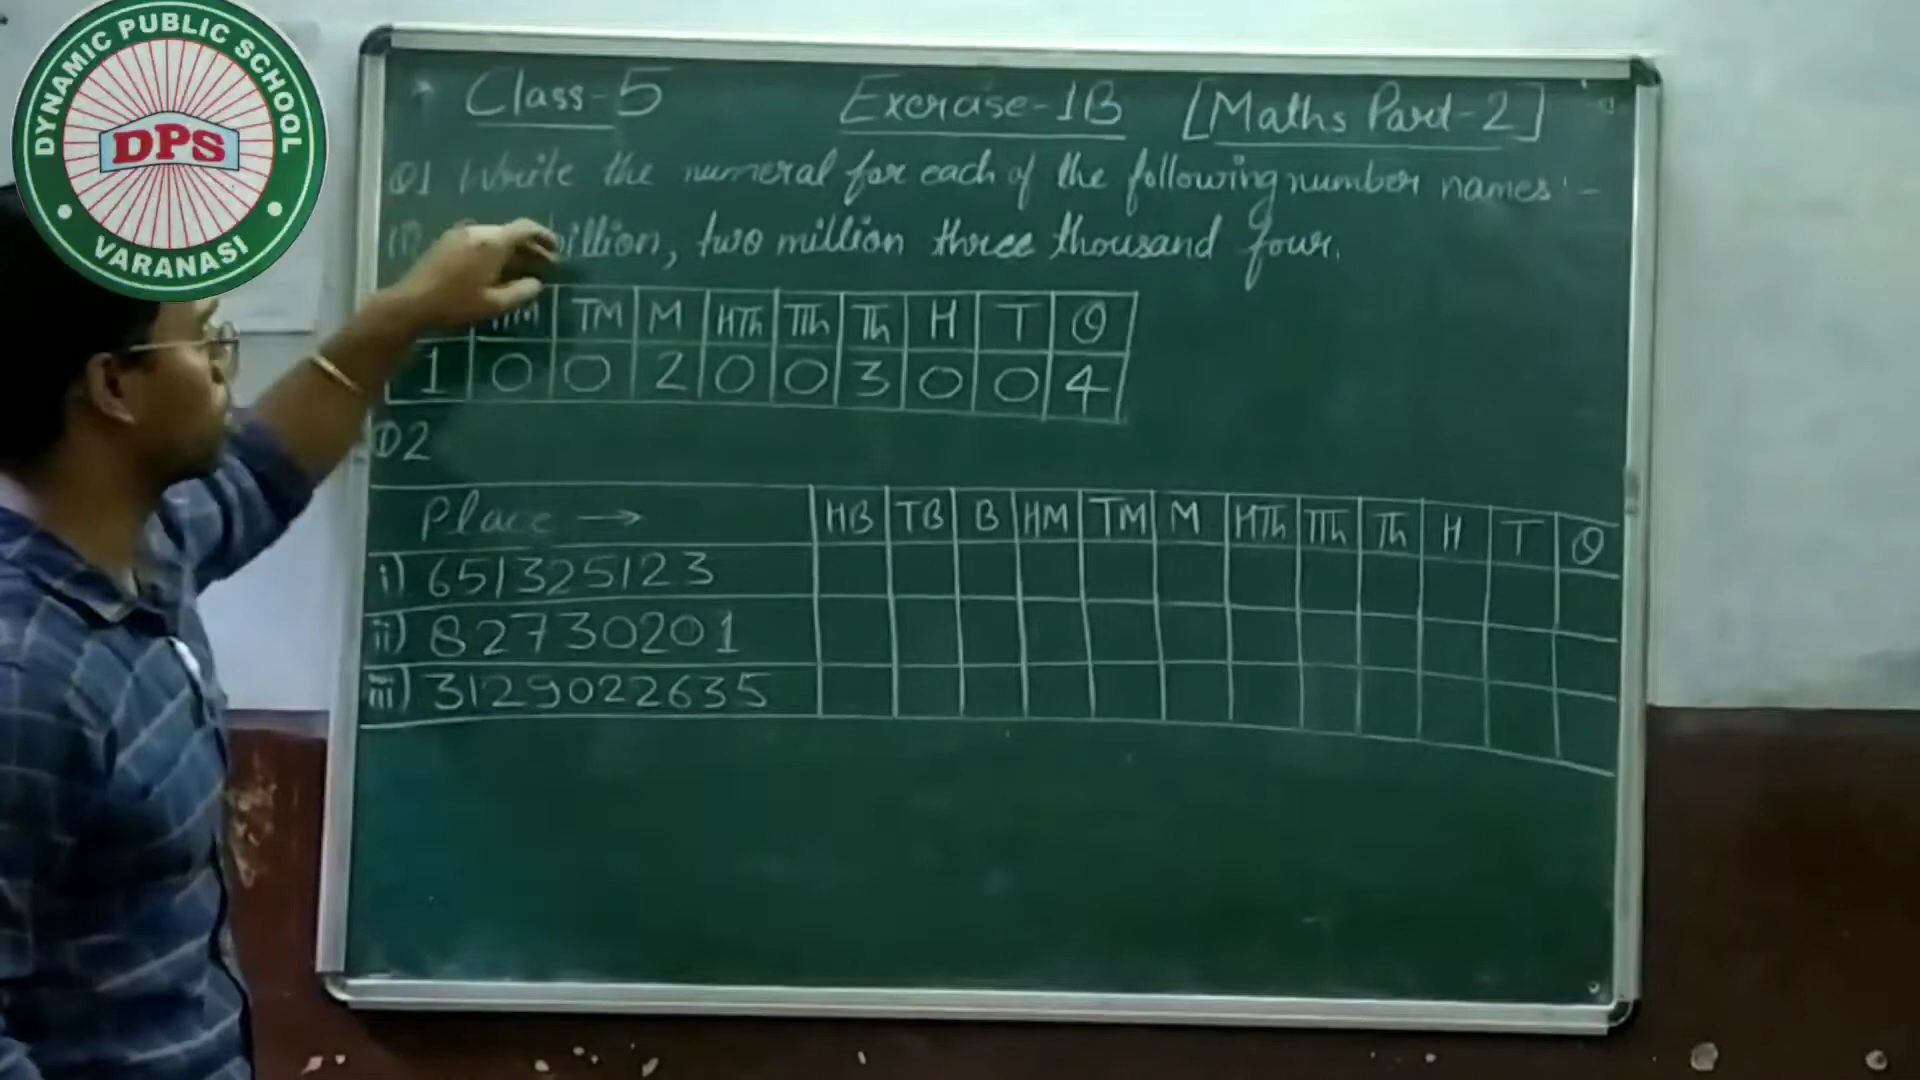 DYNAMIC PUBLIC SCHOOL
DPS
VARANASI
Class-5 Exercise-1B [Maths Part-2]
Q1 Write the numeral for each of the following number names:-
billion, two million three thousand four.
HM TM M HTh TTh Th H T O
1 0 0 2 0 0 3 0 0 4
Q2
Place → HB TB B HM TM M HTh TTh Th H T O
i) 651325123
ii) 82730201
iii) 3129022635